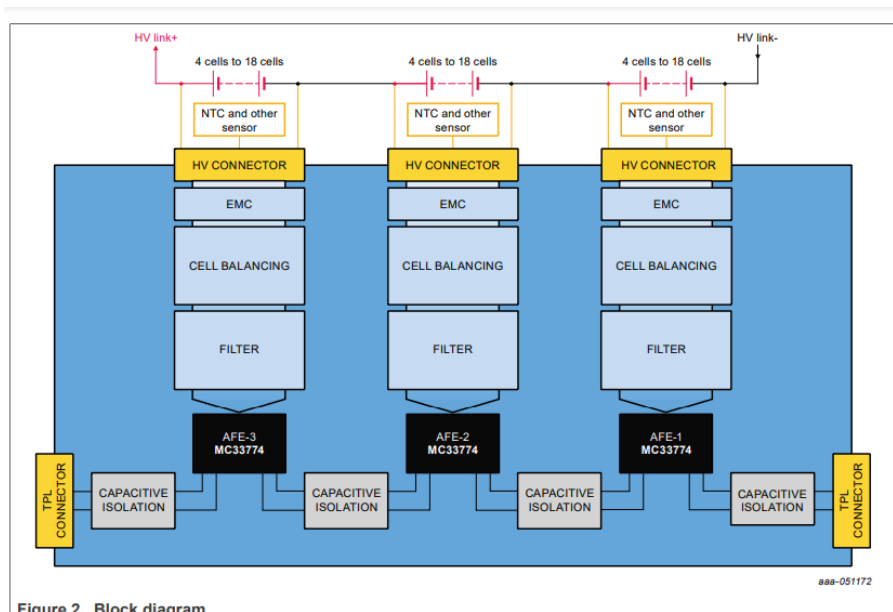 HV link+
HV link-
4 cells to 18 cells
4 cells to 18 cells
4 cells to 18 cells
NTC and other
sensor
NTC and other
sensor
NTC and other
sensor
HV CONNECTOR
HV CONNECTOR
HV CONNECTOR
EMC
EMC
EMC
CELL BALANCING
CELL BALANCING
CELL BALANCING
FILTER
FILTER
FILTER
AFE-3
MC33774
AFE-2
MC33774
AFE-1
MC33774
TPL
CONNECTOR
CAPACITIVE
ISOLATION
CAPACITIVE
ISOLATION
CAPACITIVE
ISOLATION
CAPACITIVE
ISOLATION
TPL
CONNECTOR
aaa-051172
Figure 2. Block diagram